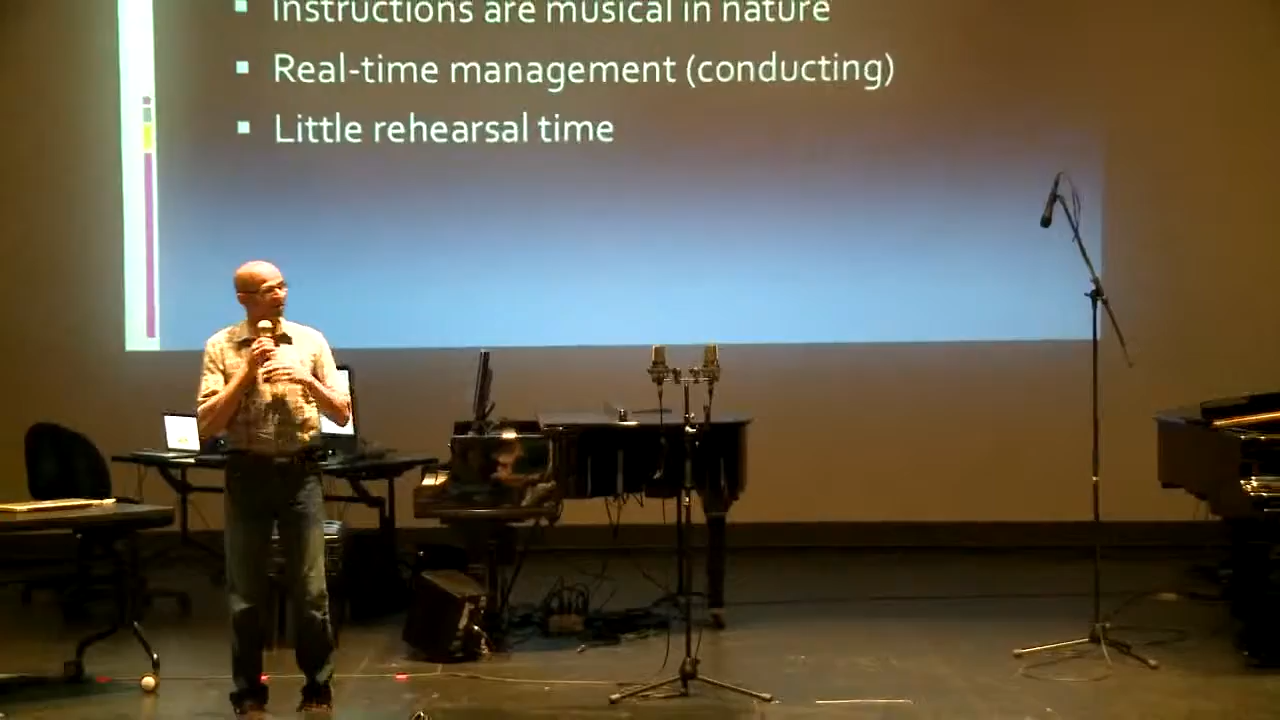 Instructions are musical in nature
Real-time management (conducting)
Little rehearsal time